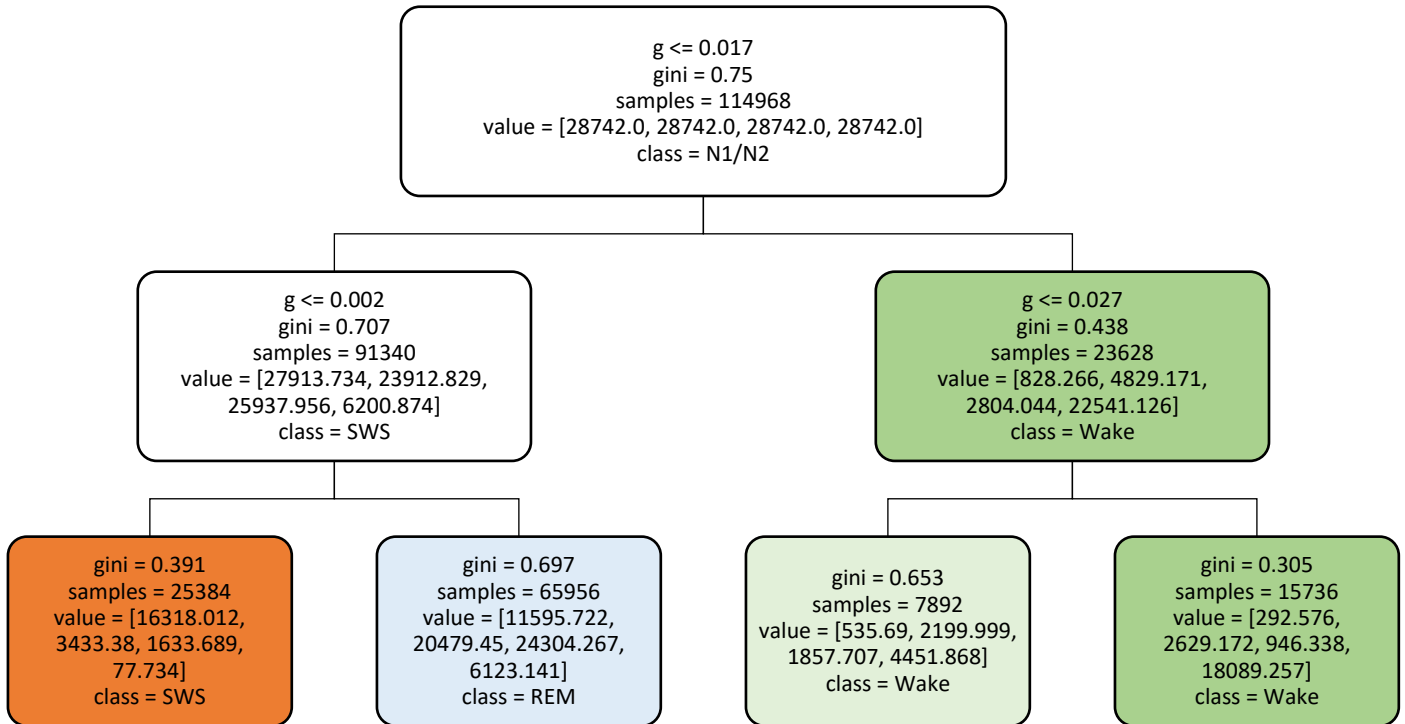 g <= 0.017
gini = 0.75
samples = 114968
value = [28742.0, 28742.0, 28742.0, 28742.0]
class = N1/N2
g <= 0.002
gini = 0.707
samples = 91340
value = [27913.734, 23912.829,
25937.956, 6200.874]
class = SWS
g <= 0.027
gini = 0.438
samples = 23628
value = [828.266, 4829.171,
2804.044, 22541.126]
class = Wake
gini = 0.391
samples = 25384
value = [16318.012,
3433.38, 1633.689,
77.734]
class = SWS
gini = 0.697
samples = 65956
value = [11595.722,
20479.45, 24304.267,
6123.141]
class = REM
gini = 0.653
samples = 7892
value = [535.69, 2199.999,
1857.707, 4451.868]
class = Wake
gini = 0.305
samples = 15736
value = [292.576,
2629.172, 946.338,
18089.257]
class = Wake